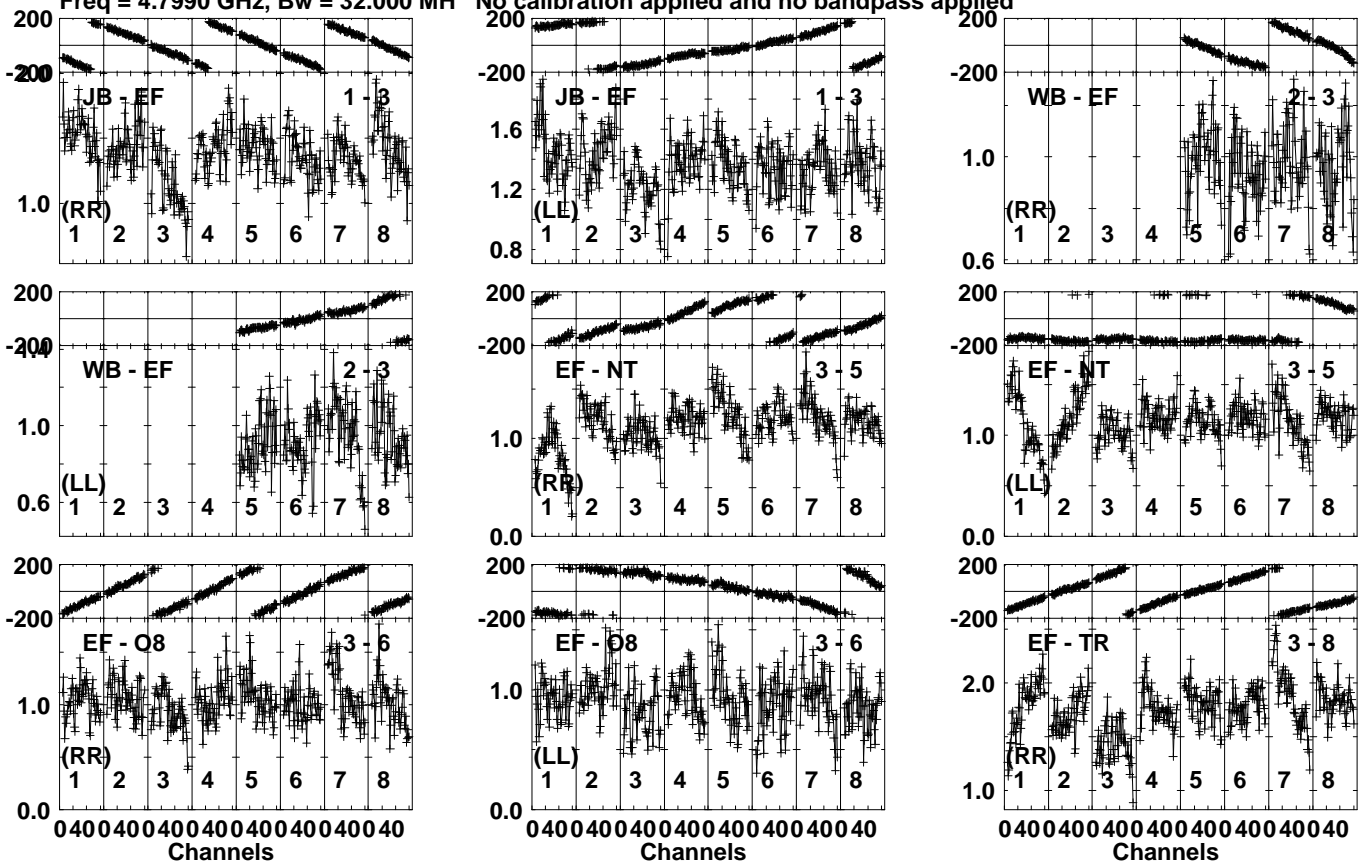 Freq = 4.7990 GHz, Bw = 32.000 MH No calibration applied and no bandpass applied
200 200 200
-200 -200 -200
2.0
JB - EF 1 - 3 JB - EF 1 - 3 WB - EF 2 - 3
1.6
1.0
1.2
1.0
(RR) (LL) (RR)
1 2 3 4 5 6 7 8 1 2 3 4 5 6 7 8 1 2 3 4 5 6 7 8
0.8 0.6
200 200 200
-200 -200 -200
1.4
WB - EF 2 - 3 EF - NT 3 - 5 EF - NT 3 - 5
1.0 1.0 1.0
(LL) (RR) (LL)
0.6 1 2 3 4 5 6 7 8 1 2 3 4 5 6 7 8 1 2 3 4 5 6 7 8
0.0 0.0
200 200 200
-200 -200 -200
EF - O8 3 - 6 EF - O8 3 - 6 EF - TR 3 - 8
1.0 1.0 2.0
(RR) (LL) (RR)
1 2 3 4 5 6 7 8 1 2 3 4 5 6 7 8 1 2 3 4 5 6 7 8
1.0
0.0 0.0
0 40 0 40 0 40 0 40 0 40 0 40 0 40 0 40 0 40 0 40 0 40 0 40 0 40 0 40 0 40 0 40 0 40 0 40 0 40 0 40 0 40 0 40 0 40 0 40
Channels Channels Channels